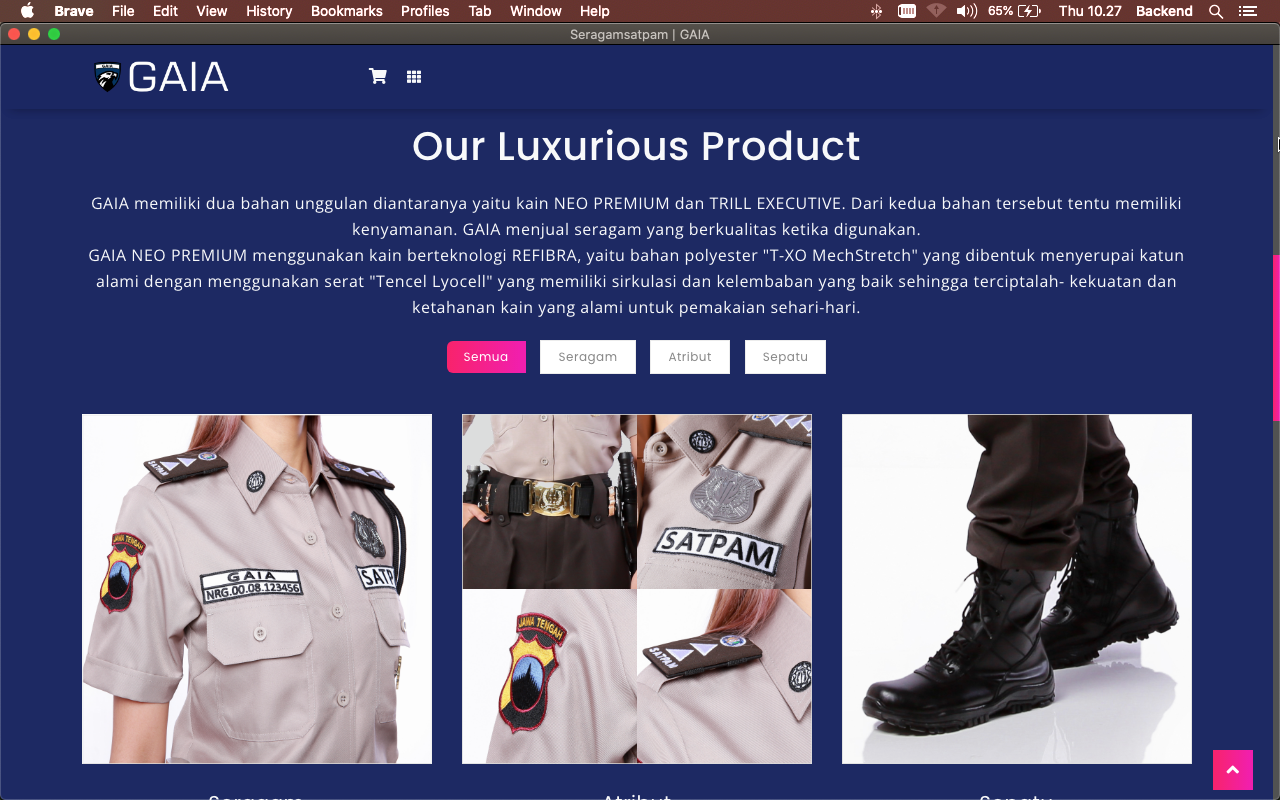 Brave File Edit View History Bookmarks Profiles Tab Window Help 65% Thu 10.27 Backend
Seragamsatpam | GAIA
GAIA
Our Luxurious Product
GAIA memiliki dua bahan unggulan diantaranya yaitu kain NEO PREMIUM dan TRILL EXECUTIVE. Dari kedua bahan tersebut tentu memiliki
kenyamanan. GAIA menjual seragam yang berkualitas ketika digunakan.
GAIA NEO PREMIUM menggunakan kain berteknologi REFIBRA, yaitu bahan polyester "T-XO MechStretch" yang dibentuk menyerupai katun
alami dengan menggunakan serat "Tencel Lyocell" yang memiliki sirkulasi dan kelembaban yang baik sehingga terciptalah- kekuatan dan
ketahanan kain yang alami untuk pemakaian sehari-hari.
Semua Seragam Atribut Sepatu
SATPAM
JAWA TENGAH
GAIA
NRG.00.08.123456
SATP
SATPAM
JAWA TENGAH
SATPAM
Seragam Atribut Sepatu